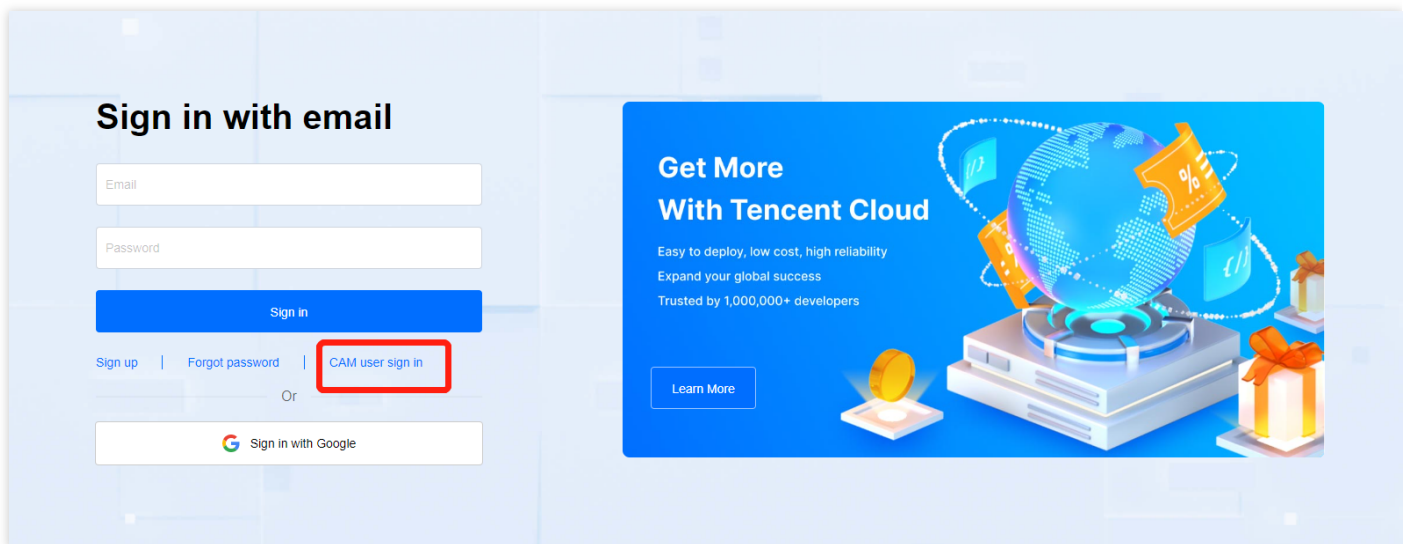 Sign in with email
Email
Password
Sign in
Sign up | Forgot password | CAM user sign in
Or
Sign in with Google
Get More
With Tencent Cloud
Easy to deploy, low cost, high reliability
Expand your global success
Trusted by 1,000,000+ developers
Learn More
{/}
%
%
{/}